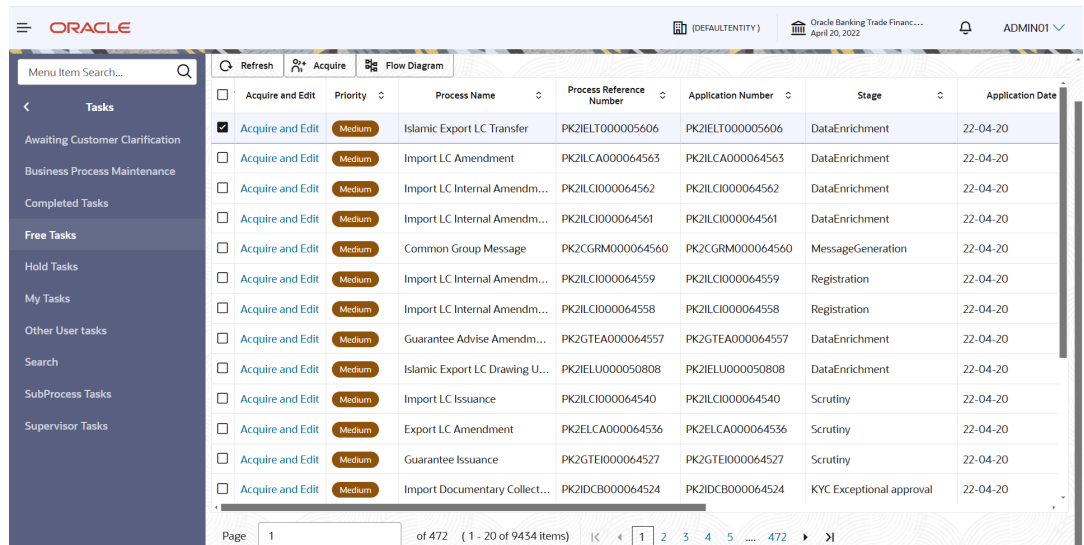 ORACLE
(DEFAULTENTITY)
Oracle Banking Trade Financ...
April 20, 2022
ADMIN01
Menu Item Search...
Tasks
Awaiting Customer Clarification
Business Process Maintenance
Completed Tasks
Free Tasks
Hold Tasks
My Tasks
Other User tasks
Search
SubProcess Tasks
Supervisor Tasks
Refresh Acquire Flow Diagram
Acquire and Edit Priority Process Name Process Reference Number Application Number Stage Application Date
Acquire and Edit Medium Islamic Export LC Transfer PK2IELT000005606 PK2IELT000005606 DataEnrichment 22-04-20
Acquire and Edit Medium Import LC Amendment PK2ILCA000064563 PK2ILCA000064563 DataEnrichment 22-04-20
Acquire and Edit Medium Import LC Internal Amendm... PK2ILCI000064562 PK2ILCI000064562 DataEnrichment 22-04-20
Acquire and Edit Medium Import LC Internal Amendm... PK2ILCI000064561 PK2ILCI000064561 DataEnrichment 22-04-20
Acquire and Edit Medium Common Group Message PK2CGRM000064560 PK2CGRM000064560 MessageGeneration 22-04-20
Acquire and Edit Medium Import LC Internal Amendm... PK2ILCI000064559 PK2ILCI000064559 Registration 22-04-20
Acquire and Edit Medium Import LC Internal Amendm... PK2ILCI000064558 PK2ILCI000064558 Registration 22-04-20
Acquire and Edit Medium Guarantee Advise Amendm... PK2GTEA000064557 PK2GTEA000064557 DataEnrichment 22-04-20
Acquire and Edit Medium Islamic Export LC Drawing U... PK2IELU000050808 PK2IELU000050808 DataEnrichment 22-04-20
Acquire and Edit Medium Import LC Issuance PK2ILCI000064540 PK2ILCI000064540 Scrutiny 22-04-20
Acquire and Edit Medium Export LC Amendment PK2ELCA000064536 PK2ELCA000064536 Scrutiny 22-04-20
Acquire and Edit Medium Guarantee Issuance PK2GTEI000064527 PK2GTEI000064527 Scrutiny 22-04-20
Acquire and Edit Medium Import Documentary Collect... PK2IDCB000064524 PK2IDCB000064524 KYC Exceptional approval 22-04-20
Page 1 of 472 (1 - 20 of 9434 items) 1 2 3 4 5 .... 472